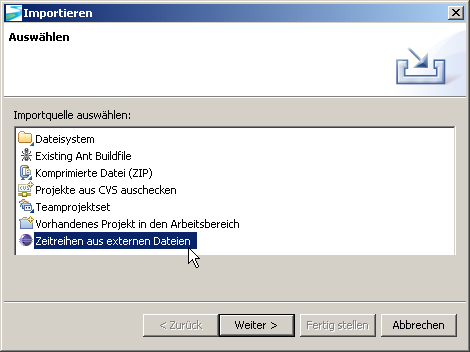 Importieren
Auswählen
Importquelle auswählen:
Dateisystem
Existing Ant Buildfile
Komprimierte Datei (ZIP)
Projekte aus CVS auschecken
Teamprojektset
Vorhandenes Projekt in den Arbeitsbereich
Zeitreihen aus externen Dateien
< Zurück Weiter > Fertig stellen Abbrechen